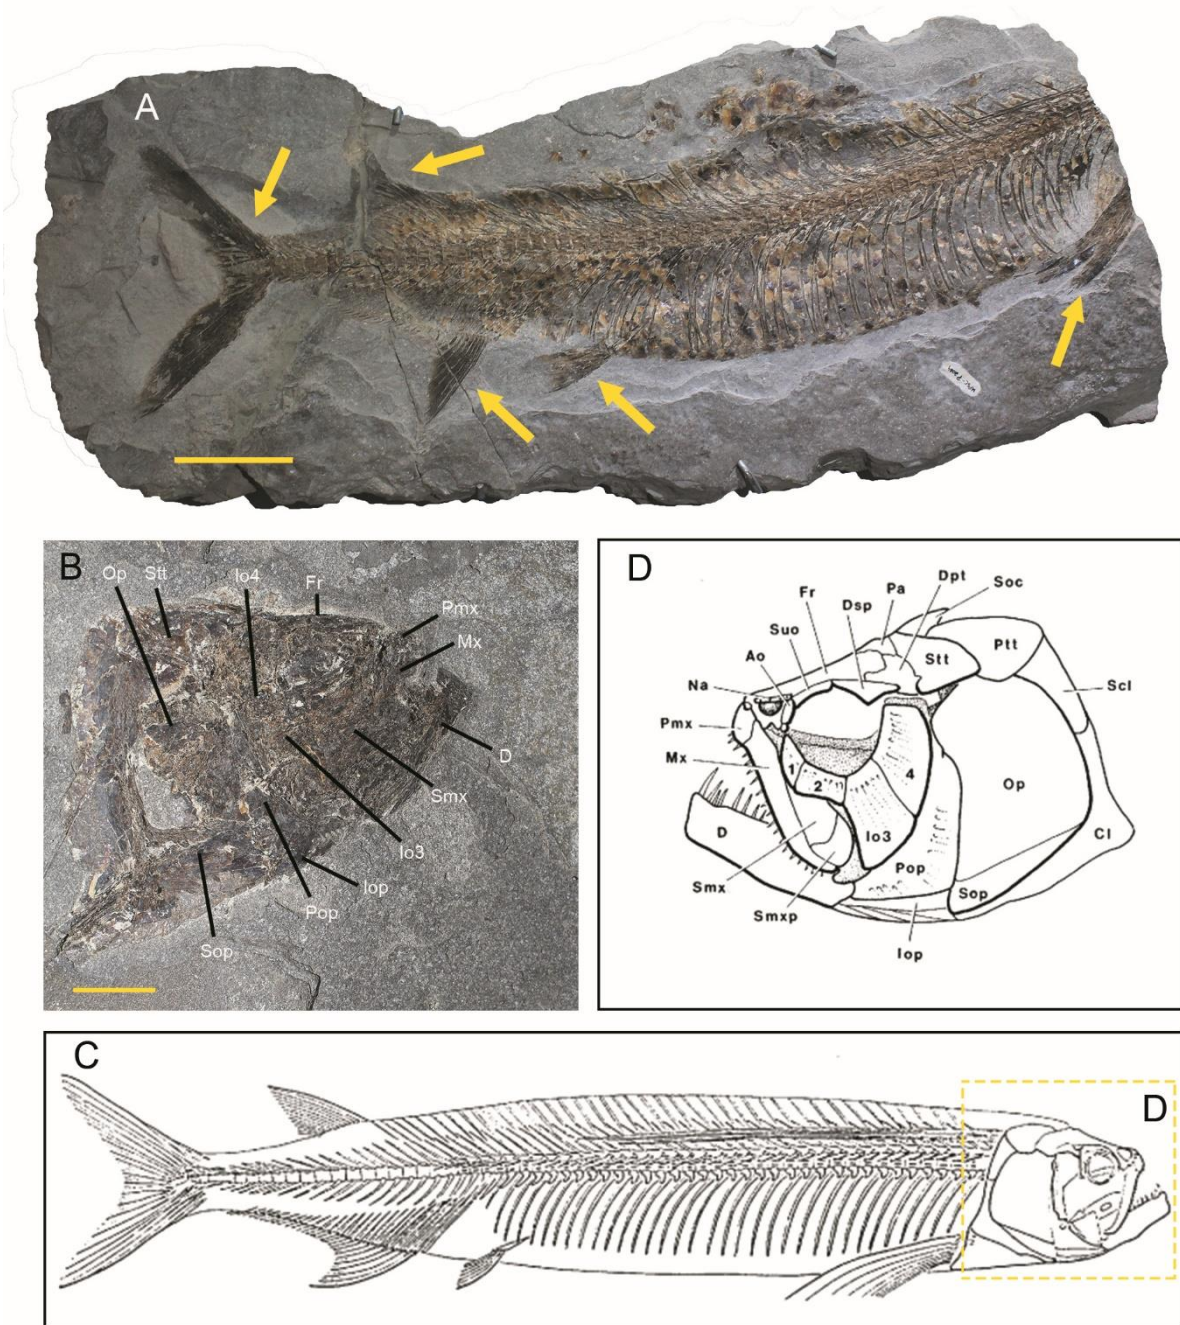 A
B
Op
Stt
Io4
Fr
Pmx
Mx
D
Smx
Io3
Iop
Pop
Sop
D
Fr
Pa
Dpt
Soc
Dsp
Suo
Stt
Ptt
Ao
Na
Scl
Pmx
Mx
1
2
4
Op
D
Io3
Cl
Pop
Smx
Sop
Smxp
Iop
C
D